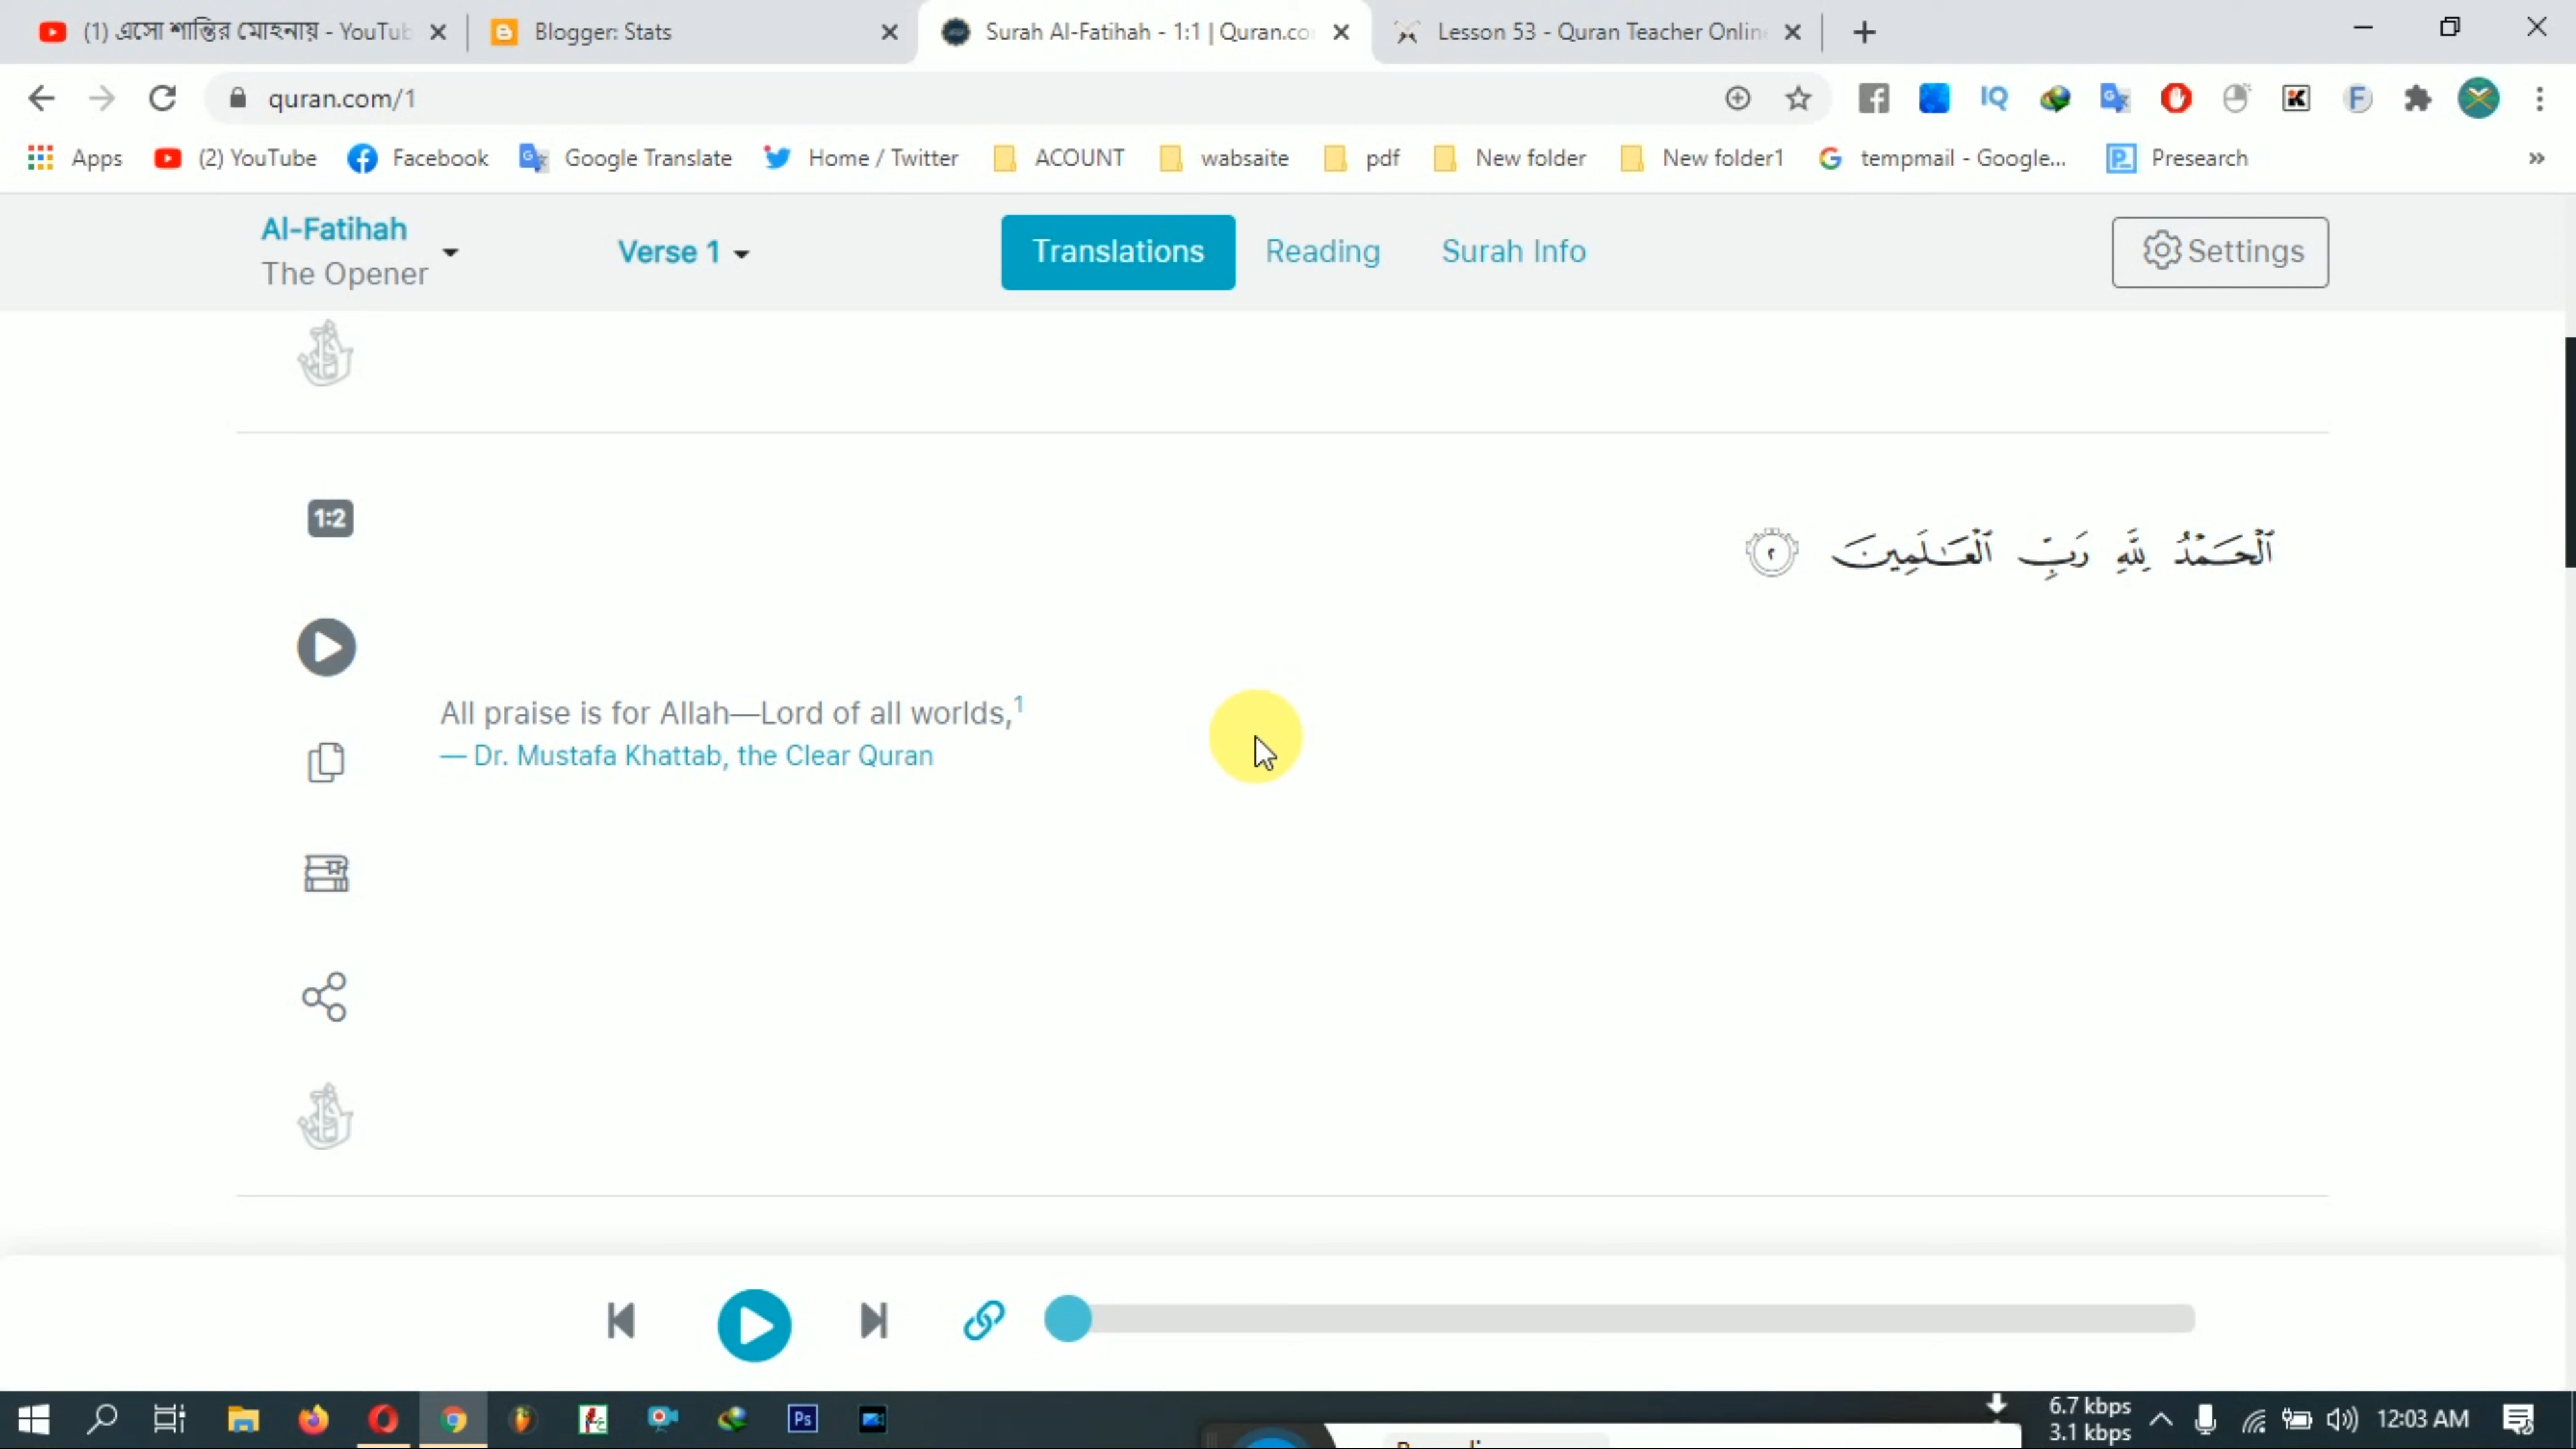 (1) এসো শান্তির মোহনায় - YouTub
Blogger: Stats
Surah Al-Fatihah - 1:1 | Quran.co
Lesson 53 - Quran Teacher Onlin
quran.com/1
IQ
F
Apps
(2) YouTube
Facebook
Google Translate
Home / Twitter
ACOUNT
wabsaite
pdf
New folder
New folder1
tempmail - Google...
Presearch
»
Al-Fatihah
The Opener
Verse 1
Translations
Reading
Surah Info
Settings
1:2
ٱلْحَمْدُ لِلَّهِ رَبِّ ٱلْعَـٰلَمِينَ ٢
All praise is for Allah—Lord of all worlds,1
— Dr. Mustafa Khattab, the Clear Quran
Ps
6.7 kbps
3.1 kbps
12:03 AM